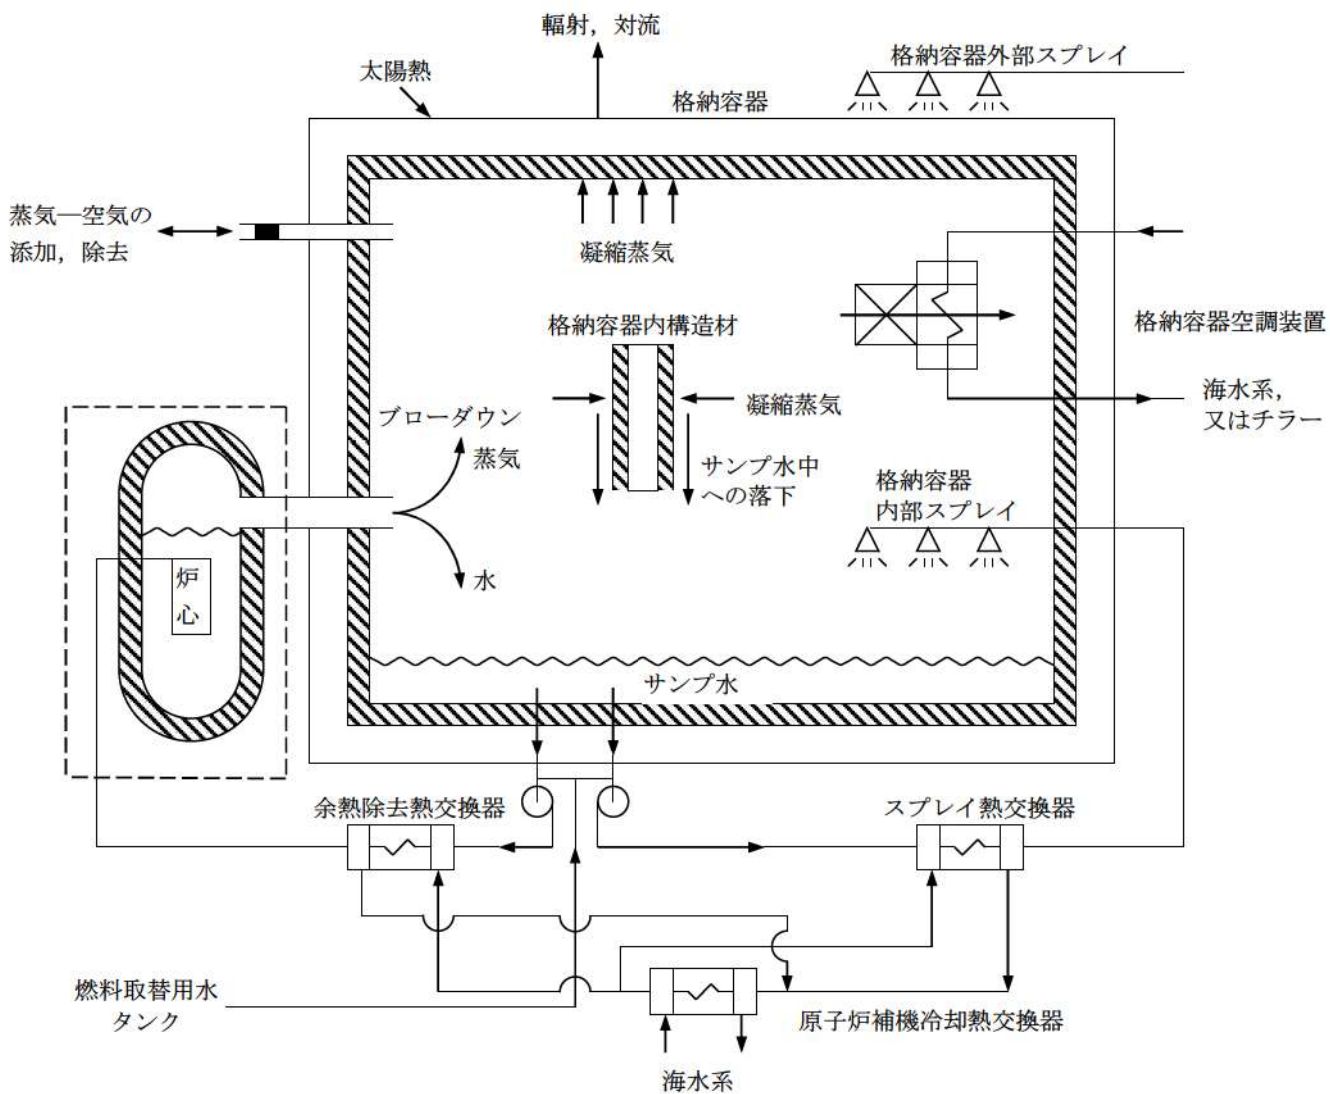 輻射，対流
太陽熱
格納容器
格納容器外部スプレイ
蒸気―空気の
添加，除去
凝縮蒸気
格納容器内構造材
格納容器空調装置
海水系，
又はチラー
凝縮蒸気
ブローダウン
蒸気
サンプ水中
への落下
格納容器
内部スプレイ
水
炉
心
サンプ水
余熱除去熱交換器
スプレイ熱交換器
燃料取替用水
タンク
原子炉補機冷却熱交換器
海水系